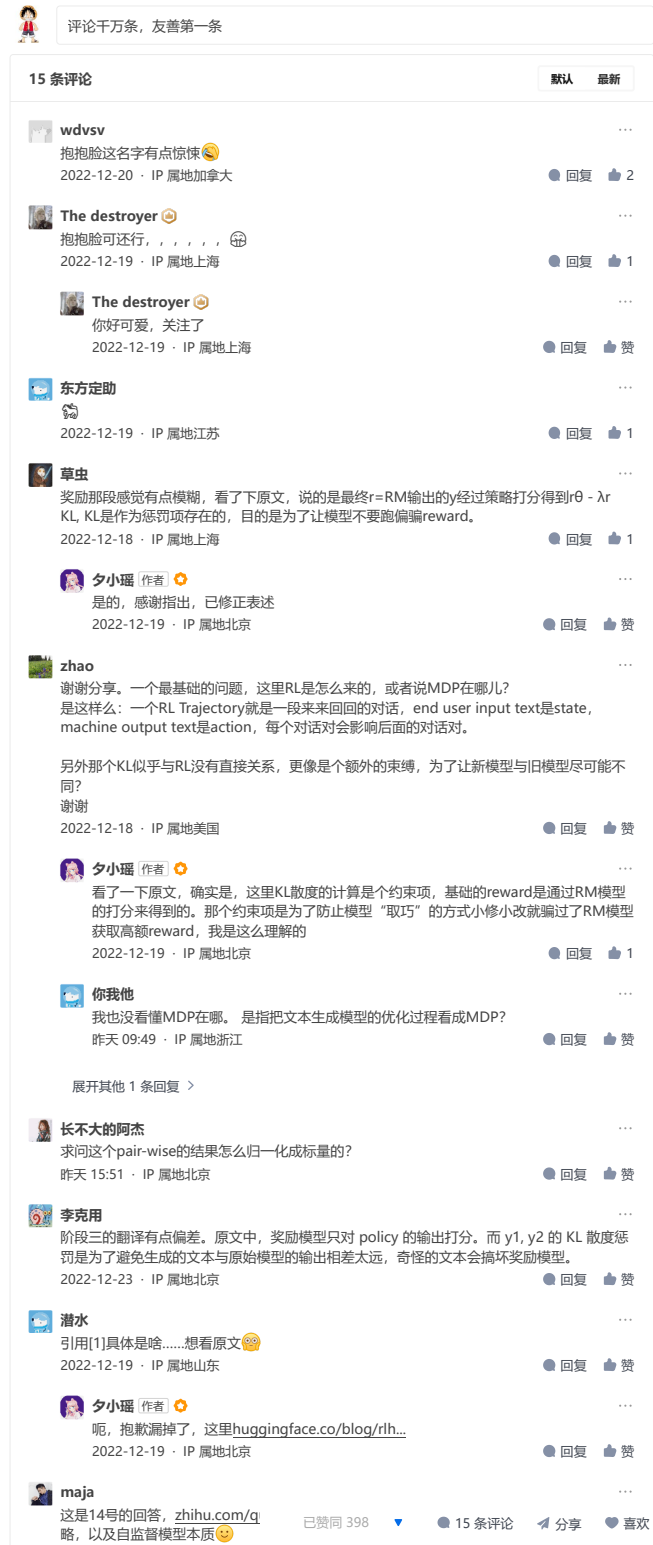 评论千万条，友善第一条
15 条评论
默认 最新
wdvsv
抱抱脸这名字有点惊悚🤣
2022-12-20 · IP 属地加拿大
回复 2
The destroyer
抱抱脸可还行，，，，，，🤗
2022-12-19 · IP 属地上海
回复 1
The destroyer
你好可爱，关注了
2022-12-19 · IP 属地上海
回复 赞
东方定助
2022-12-19 · IP 属地江苏
回复 1
草虫
奖励那段感觉有点模糊，看了下原文，说的是最终r=RM输出的y经过策略打分得到rθ - λr
KL, KL是作为惩罚项存在的，目的是为了让模型不要跑偏骗reward。
2022-12-18 · IP 属地上海
回复 1
夕小瑶 作者
是的，感谢指出，已修正表述
2022-12-19 · IP 属地北京
回复 赞
zhao
谢谢分享。一个最基础的问题，这里RL是怎么来的，或者说MDP在哪儿？
是这样么：一个RL Trajectory就是一段来来回回的对话，end user input text是state，
machine output text是action，每个对话对会影响后面的对话对。
另外那个KL似乎与RL没有直接关系，更像是个额外的束缚，为了让新模型与旧模型尽可能不
同？
谢谢
2022-12-18 · IP 属地美国
回复 赞
夕小瑶 作者
看了一下原文，确实是，这里KL散度的计算是个约束项，基础的reward是通过RM模型
的打分来得到的。那个约束项是为了防止模型“取巧”的方式小修小改就骗过了RM模型
获取高额reward，我是这么理解的
2022-12-19 · IP 属地北京
回复 1
你我他
我也没看懂MDP在哪。 是指把文本生成模型的优化过程看成MDP？
昨天 09:49 · IP 属地浙江
回复 赞
展开其他 1 条回复 >
长不大的阿杰
求问这个pair-wise的结果怎么归一化成标量的？
昨天 15:51 · IP 属地北京
回复 赞
李克用
阶段三的翻译有点偏差。原文中，奖励模型只对 policy 的输出打分。而 y1, y2 的 KL 散度惩
罚是为了避免生成的文本与原始模型的输出相差太远，奇怪的文本会搞坏奖励模型。
2022-12-23 · IP 属地北京
回复 赞
潜水
引用[1]具体是啥......想看原文
2022-12-19 · IP 属地山东
回复 赞
夕小瑶 作者
呃，抱歉漏掉了，这里huggingface.co/blog/rlh...
2022-12-19 · IP 属地北京
回复 赞
maja
这是14号的回答，zhihu.com/q
略，以及自监督模型本质🙂
已赞同 398 15 条评论 分享 喜欢